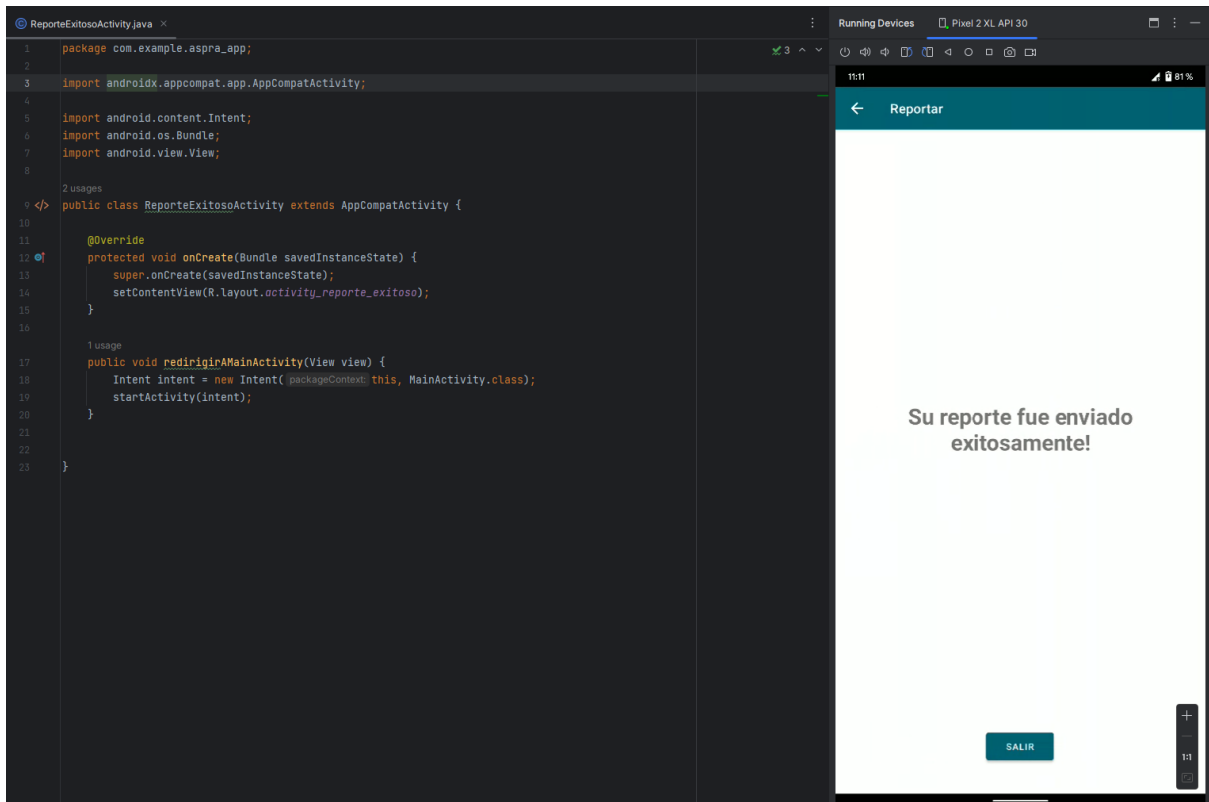 ReporteExitosoActivity.java
Running Devices Pixel 2 XL API 30
1 package com.example.aspra_app;
3
2
3 import androidx.appcompat.app.AppCompatActivity;
4
5 import android.content.Intent;
6 import android.os.Bundle;
7 import android.view.View;
8
2 usages
9 public class ReporteExitosoActivity extends AppCompatActivity {
10
11 @Override
12 protected void onCreate(Bundle savedInstanceState) {
13 super.onCreate(savedInstanceState);
14 setContentView(R.layout.activity_reporte_exitoso);
15 }
16
1 usage
17 public void redirigirAMainActivity(View view) {
18 Intent intent = new Intent( packageContext: this, MainActivity.class);
19 startActivity(intent);
20 }
21
22
23 }
11:11
81%
Reportar
Su reporte fue enviado
exitosamente!
SALIR
1:1